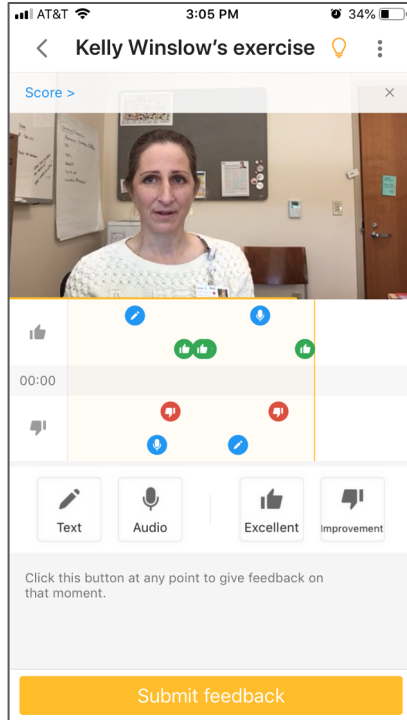 AT&T
3:05 PM
34%
Kelly Winslow's exercise
Score >
00:00
Text
Audio
Excellent
Improvement
Click this button at any point to give feedback on
that moment.
Submit feedback